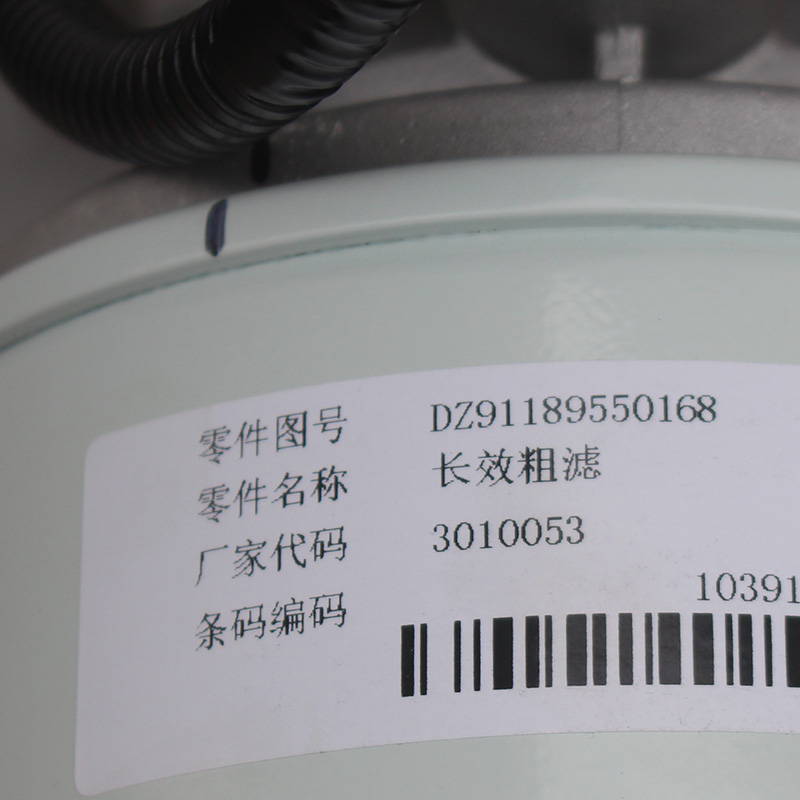 零件图号 DZ91189550168
零件名称 长效粗滤
厂家代码 3010053
条码编码 10391